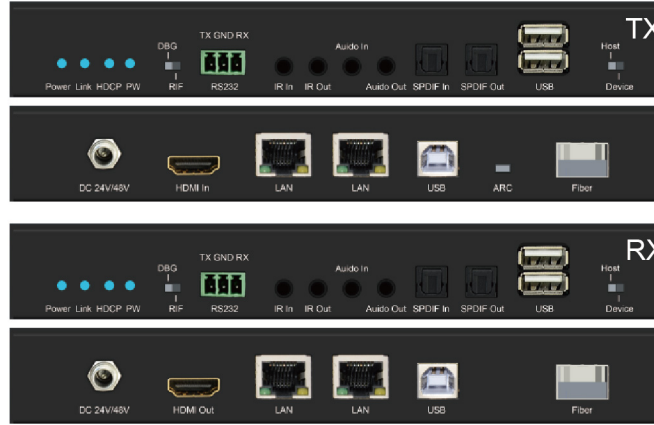 TX
TX GND RX
DBG
Auido In
Host
Power Link HDCP PW RIF RS232 IR In IR Out Auido Out SPDIF In SPDIF Out USB Device
DC 24V/48V HDMI In LAN LAN USB ARC Fiber
RX
TX GND RX
DBG
Auido In
Host
Power Link HDCP PW RIF RS232 IR In IR Out Auido Out SPDIF In SPDIF Out USB Device
DC 24V/48V HDMI Out LAN LAN USB Fiber